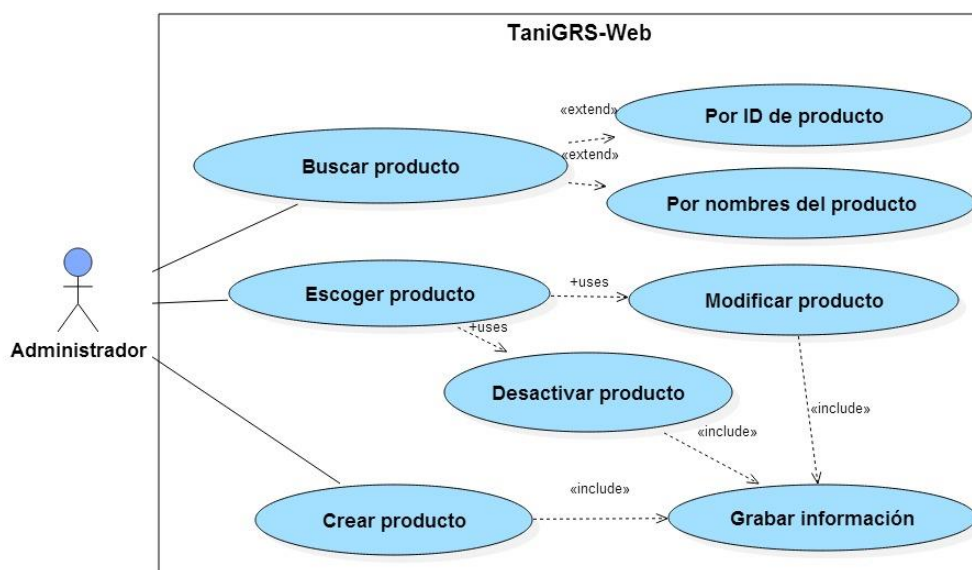 TaniGRS-Web
«extend»
Por ID de producto
Buscar producto
«extend»
Por nombres del producto
Escoger producto
+uses
Modificar producto
+uses
Administrador
Desactivar producto
«include»
«include»
Crear producto
«include»
Grabar información